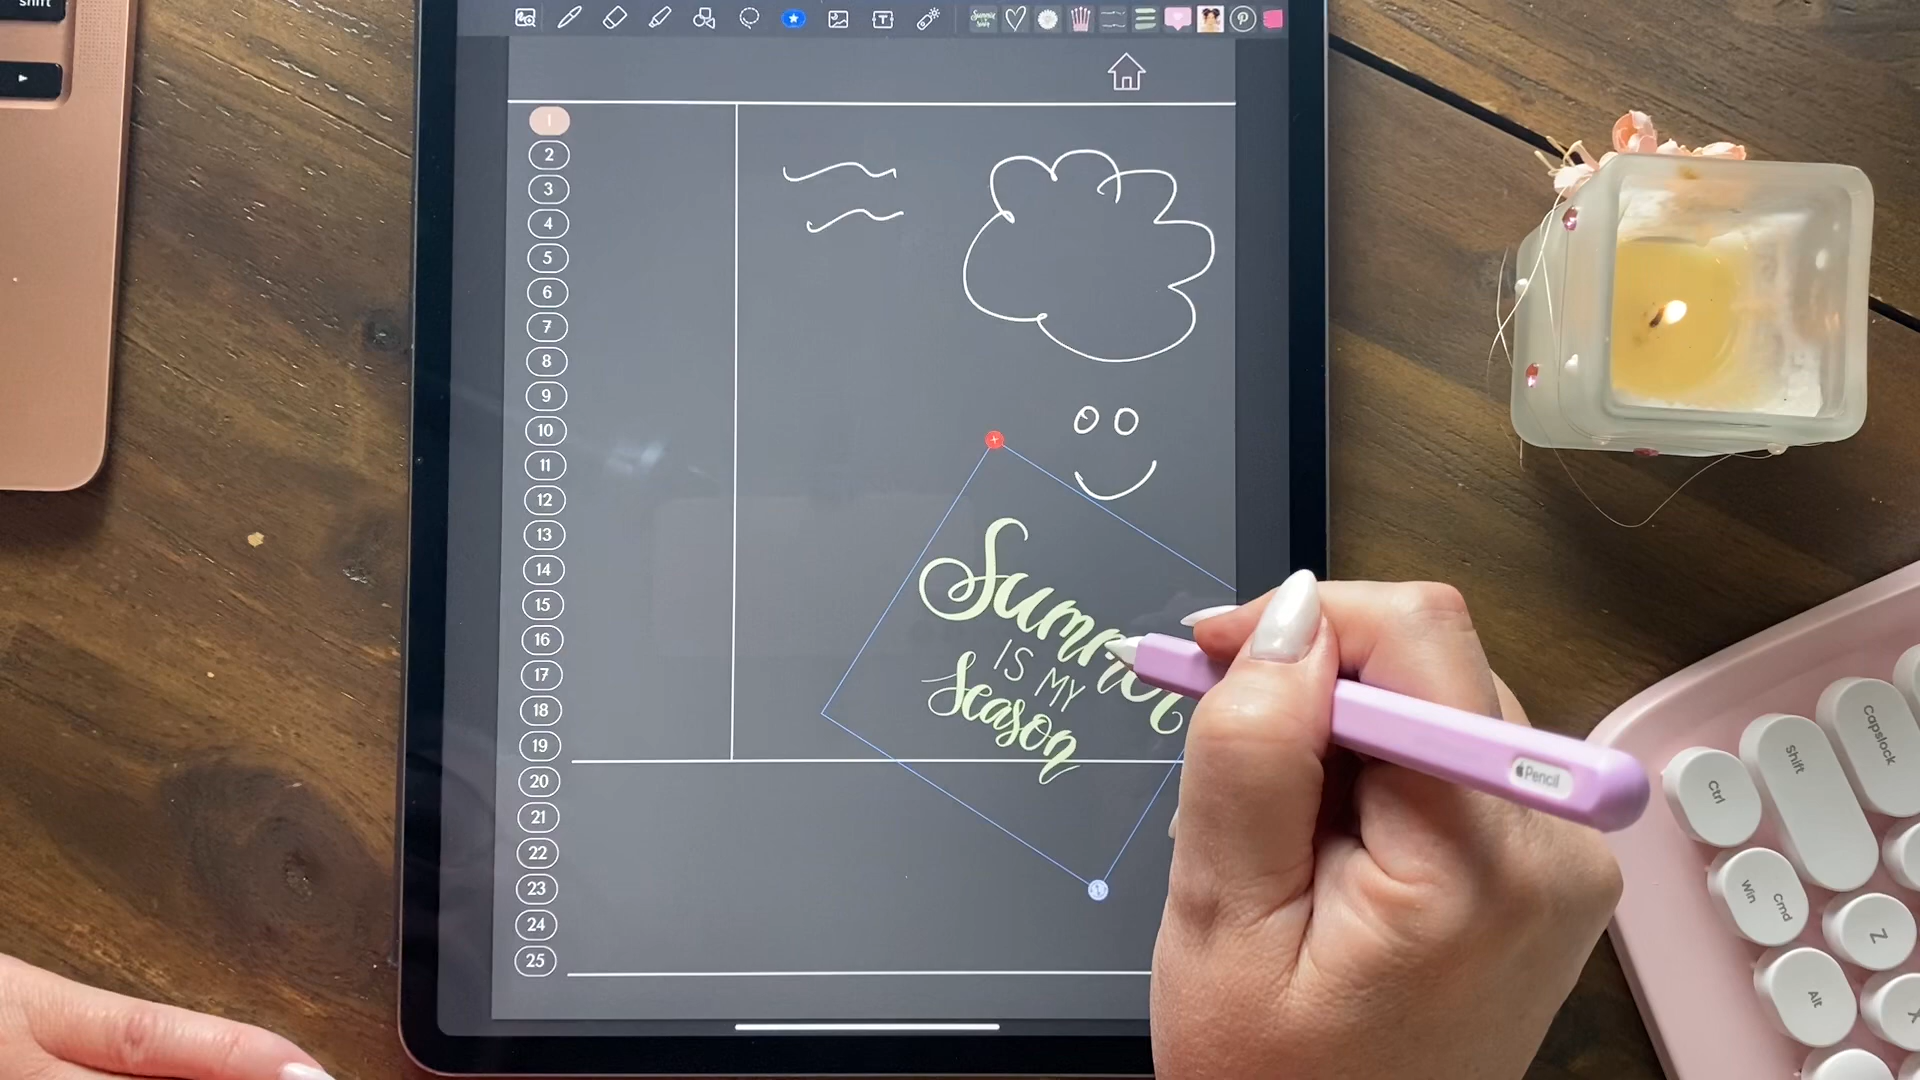 shift
1
2
3
4
5
6
7
8
9
10
11
12
13
14
15
16
17
18
19
20
21
22
23
24
25
Summer
IS MY
Season
Pencil
Capslock
Shift
Ctrl
Win Cmd
Z
Alt
X